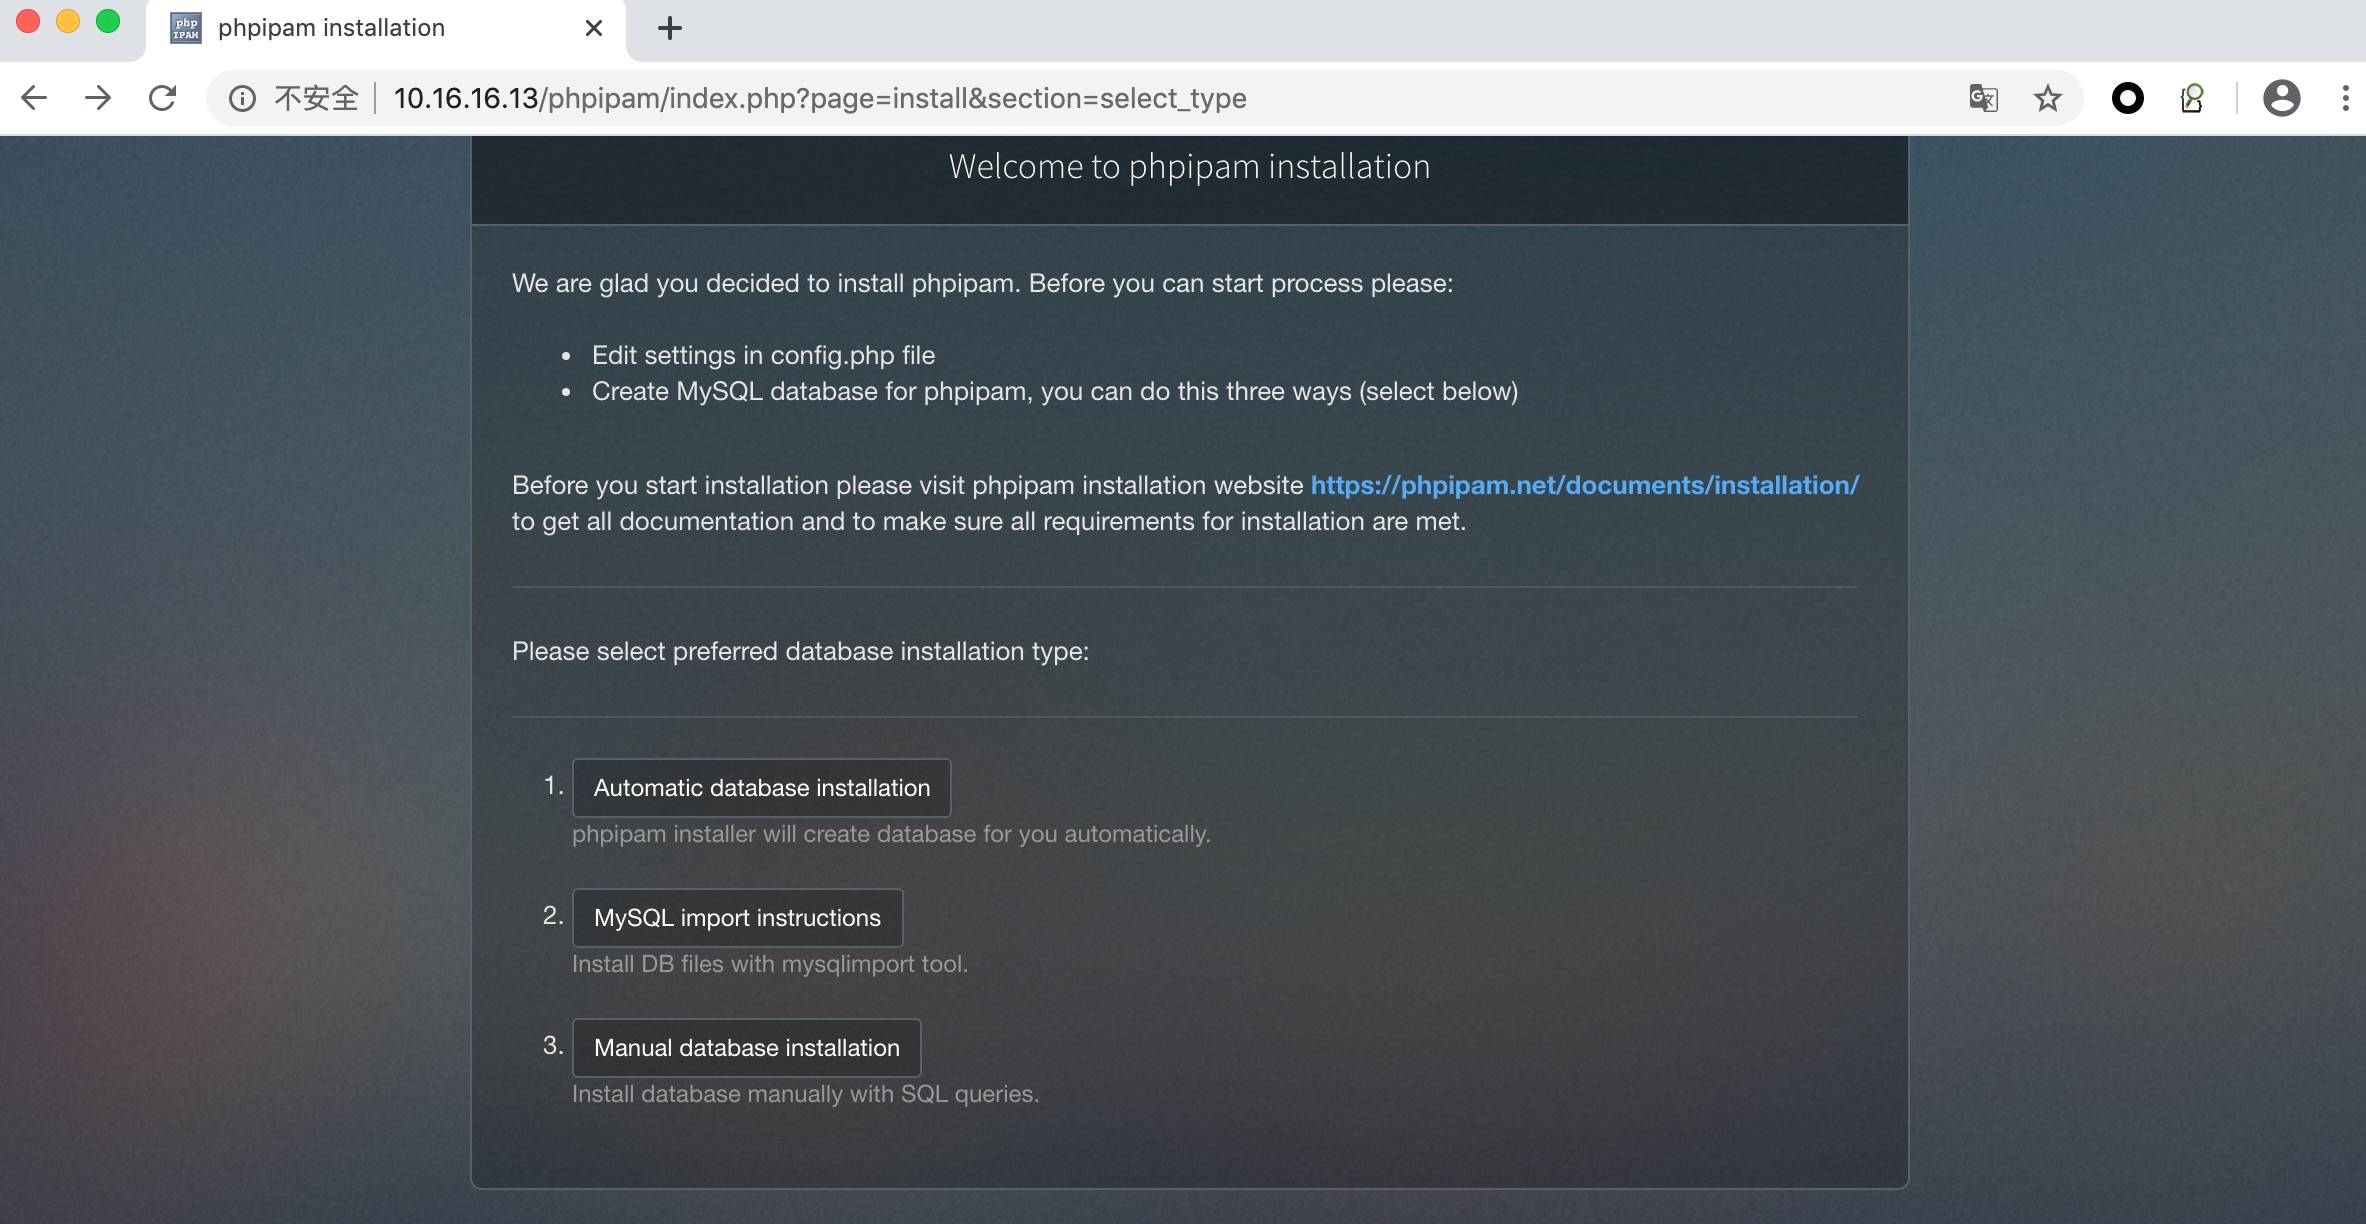 php
IPAM
phpipam installation
不安全
10.16.16.13/phpipam/index.php?page=install&section=select_type
Welcome to phpipam installation
We are glad you decided to install phpipam. Before you can start process please:
• Edit settings in config.php file
• Create MySQL database for phpipam, you can do this three ways (select below)
Before you start installation please visit phpipam installation website https://phpipam.net/documents/installation/
to get all documentation and to make sure all requirements for installation are met.
Please select preferred database installation type:
1. Automatic database installation
phpipam installer will create database for you automatically.
2. MySQL import instructions
Install DB files with mysqlimport tool.
3. Manual database installation
Install database manually with SQL queries.